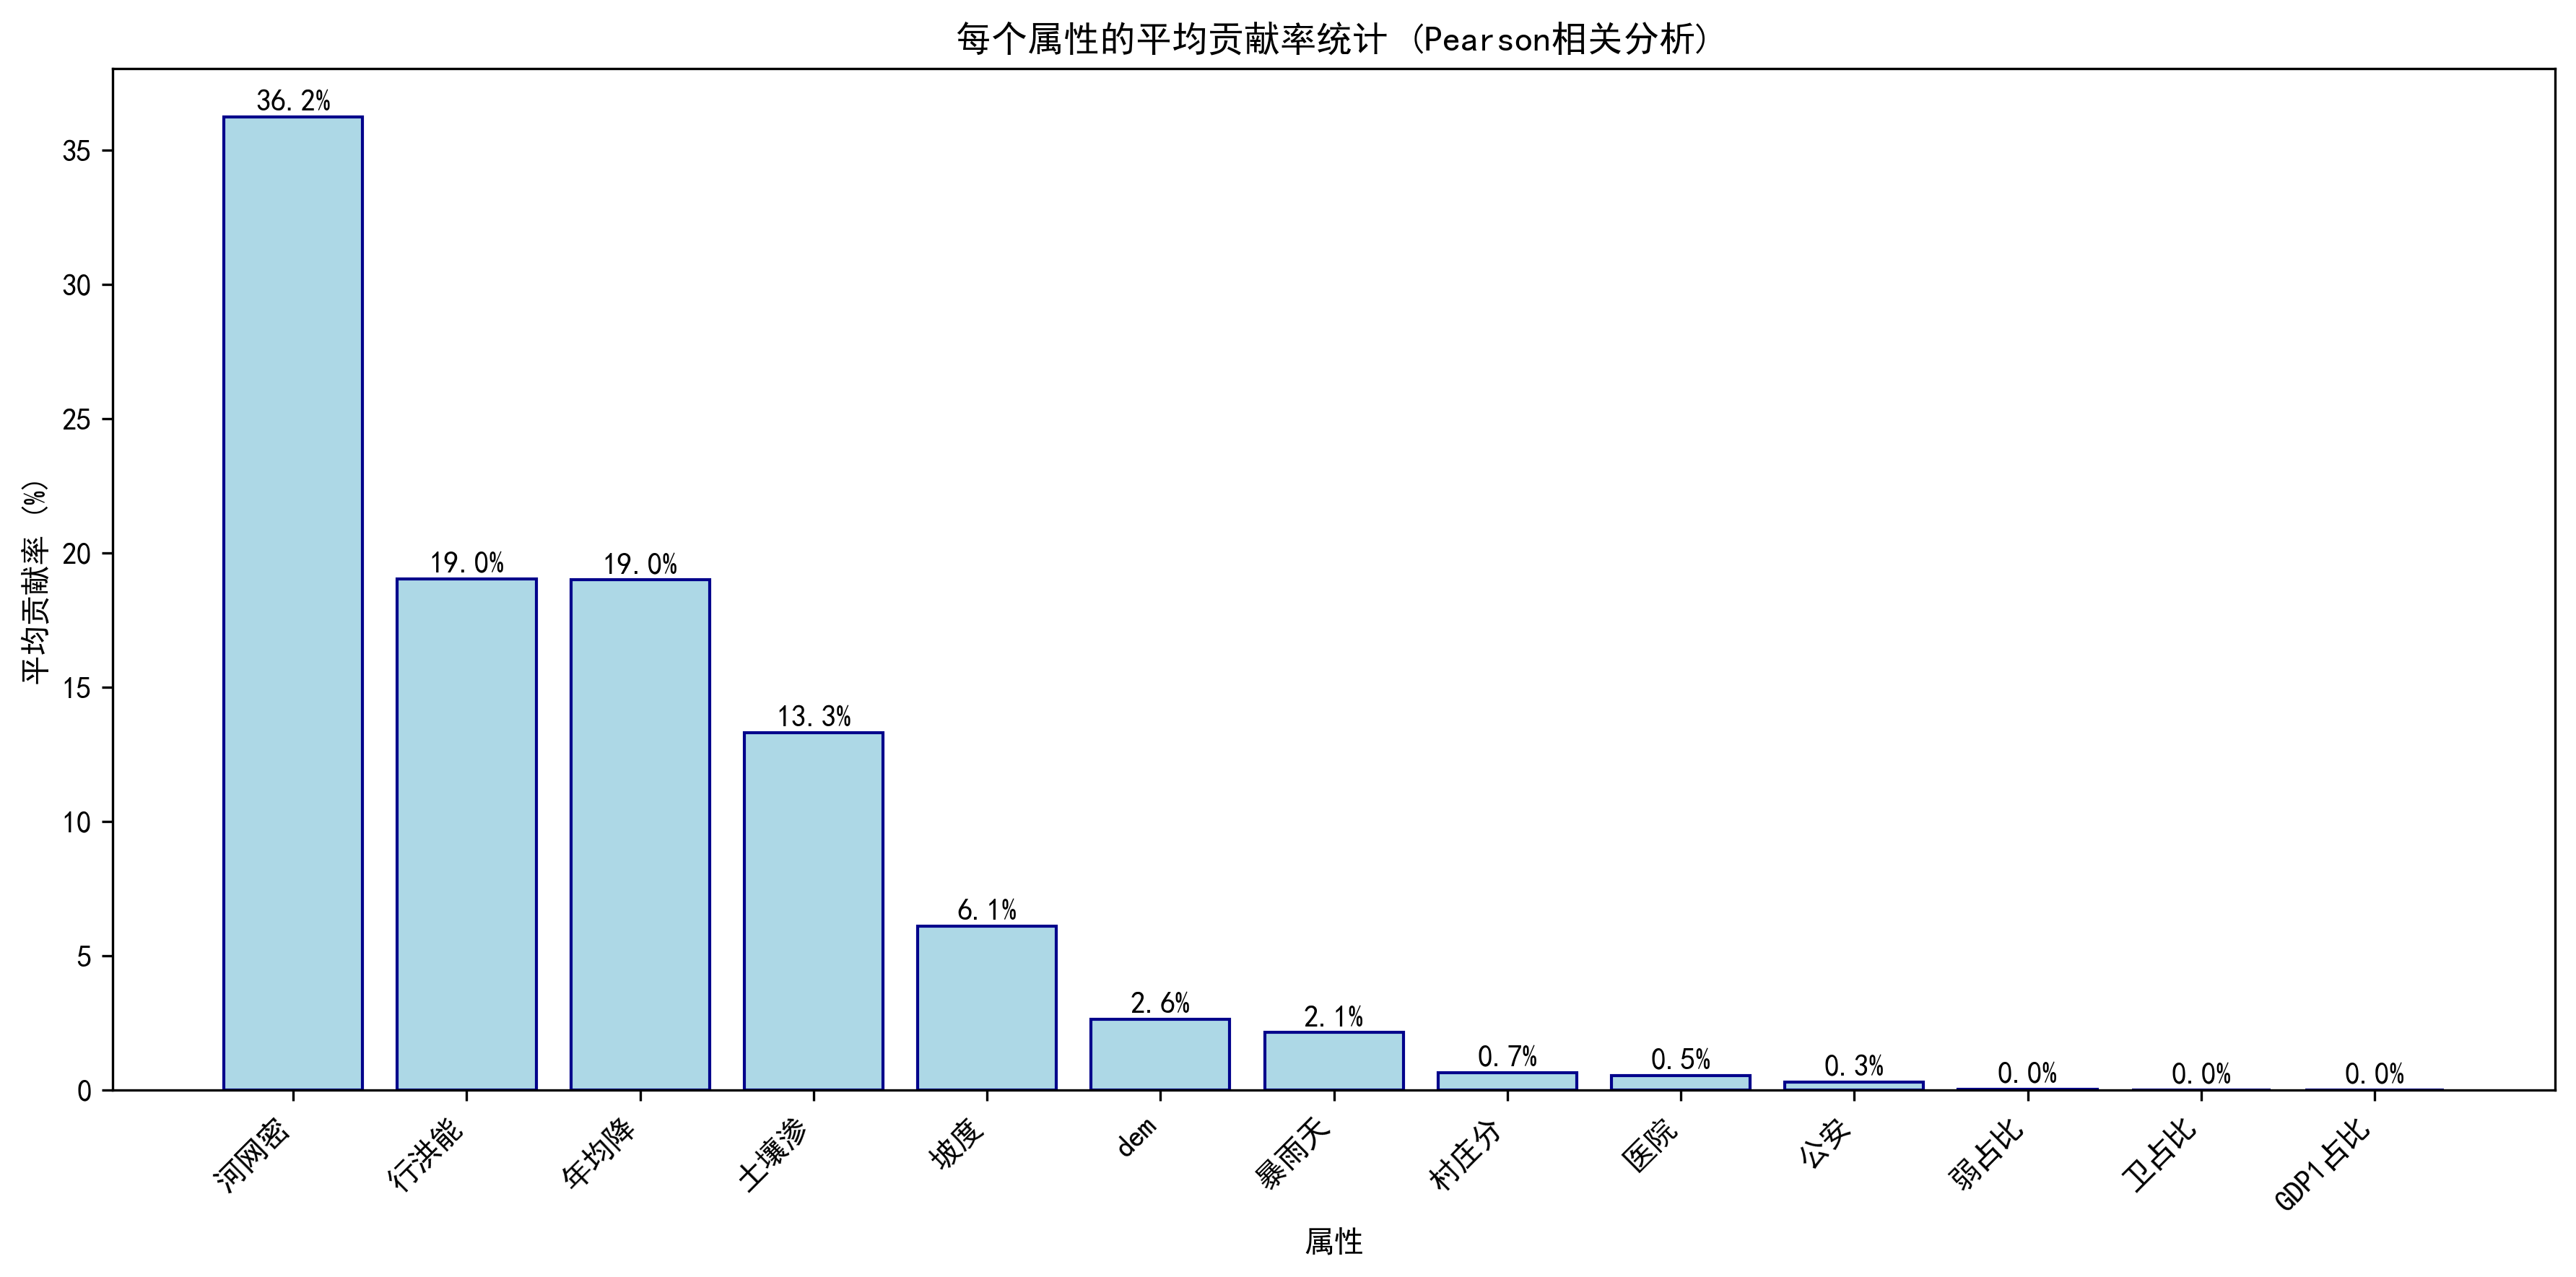 每个属性的平均贡献率统计 (Pearson相关分析)
平均贡献率 (%)
35
30
25
20
15
10
5
0
36.2%
19.0%
19.0%
13.3%
6.1%
2.6%
2.1%
0.7%
0.5%
0.3%
0.0%
0.0%
0.0%
河网密
行洪能
年均降
土壤渗
坡度
dem
暴雨天
村庄分
医院
公安
弱占比
卫占比
GDP1占比
属性